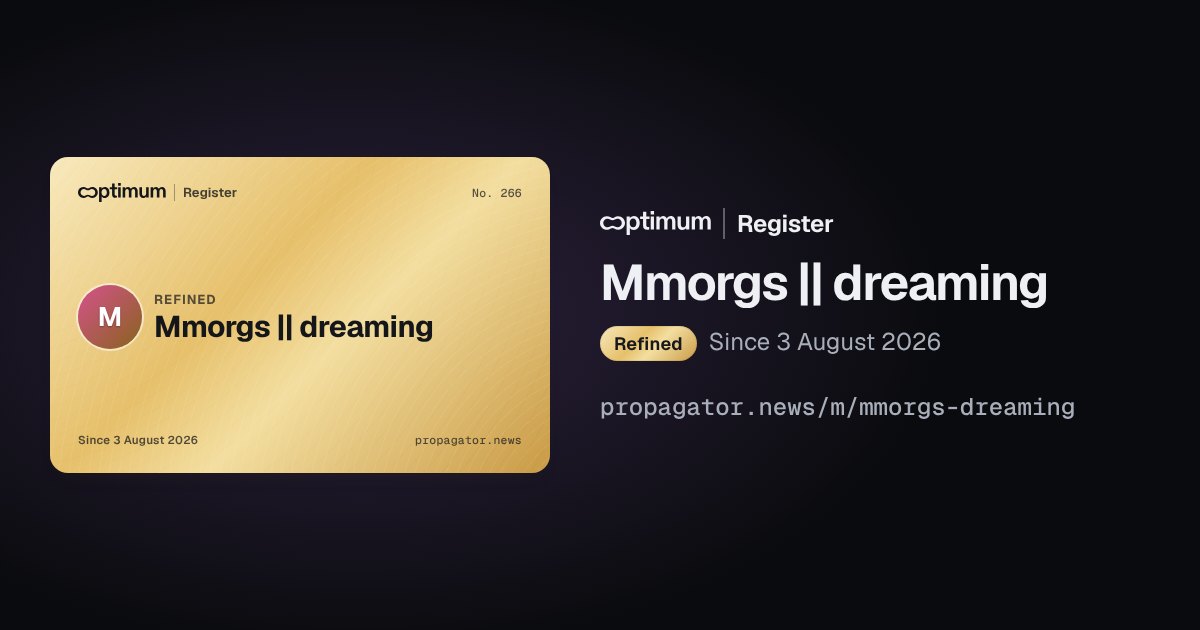 optimum | Register
No. 266
M
REFINED
Mmorgs || dreaming
Since 3 August 2026
propagator.news
optimum | Register
Mmorgs || dreaming
Refined
Since 3 August 2026
propagator.news/m/mmorgs-dreaming